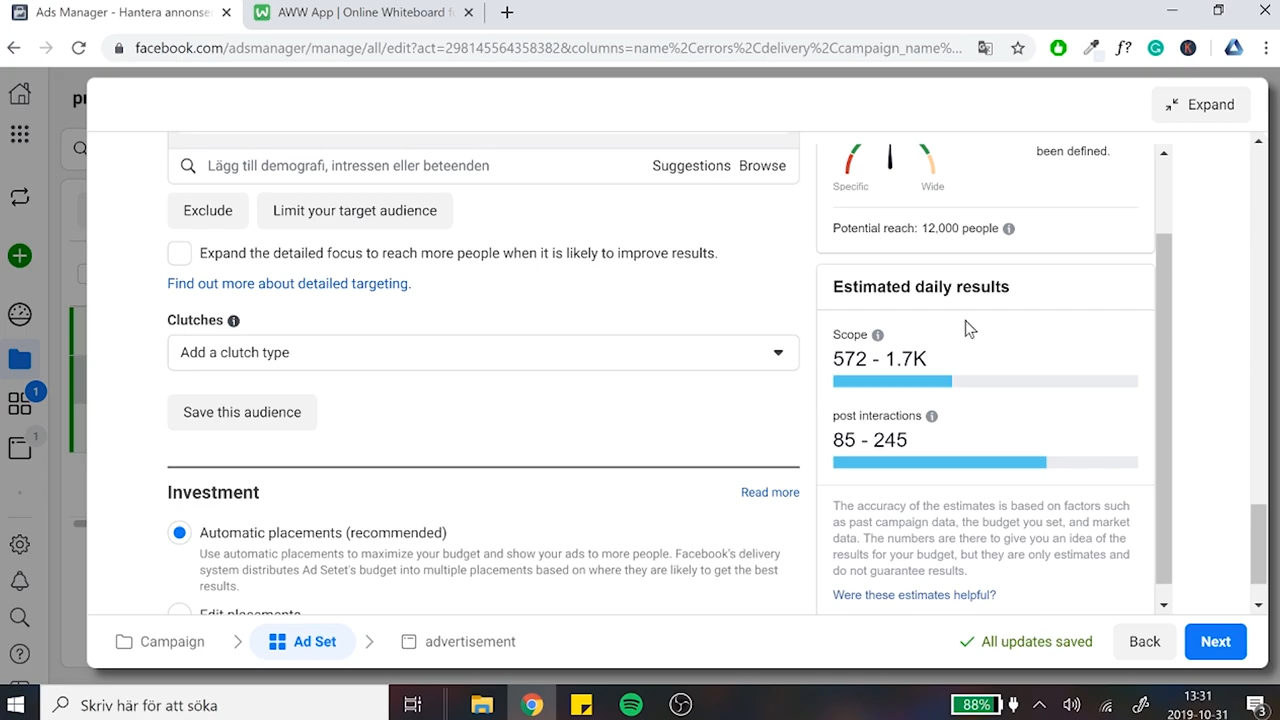 Ads Manager - Hantera annonse
AWW App | Online Whiteboard fo
facebook.com/adsmanager/manage/all/edit?act=298145564358382&columns=name%2Cerrors%2Cdelivery%2Ccampaign_name%...
f?
Expand
Lägg till demografi, intressen eller beteenden
Suggestions Browse
been defined.
Specific
Wide
Exclude
Limit your target audience
Potential reach: 12,000 people
Expand the detailed focus to reach more people when it is likely to improve results.
Find out more about detailed targeting.
Estimated daily results
Clutches
Add a clutch type
Scope
572 - 1.7K
Save this audience
post interactions
85 - 245
Investment
Read more
Automatic placements (recommended)
Use automatic placements to maximize your budget and show your ads to more people. Facebook's delivery
system distributes Ad Setet's budget into multiple placements based on where they are likely to get the best
results.
Edit placements
The accuracy of the estimates is based on factors such
as past campaign data, the budget you set, and market
data. The numbers are there to give you an idea of the
results for your budget, but they are only estimates and
do not guarantee results.
Were these estimates helpful?
1
1
Campaign
Ad Set
advertisement
All updates saved
Back
Next
Skriv här för att söka
88%
13:31
2019-10-31
3